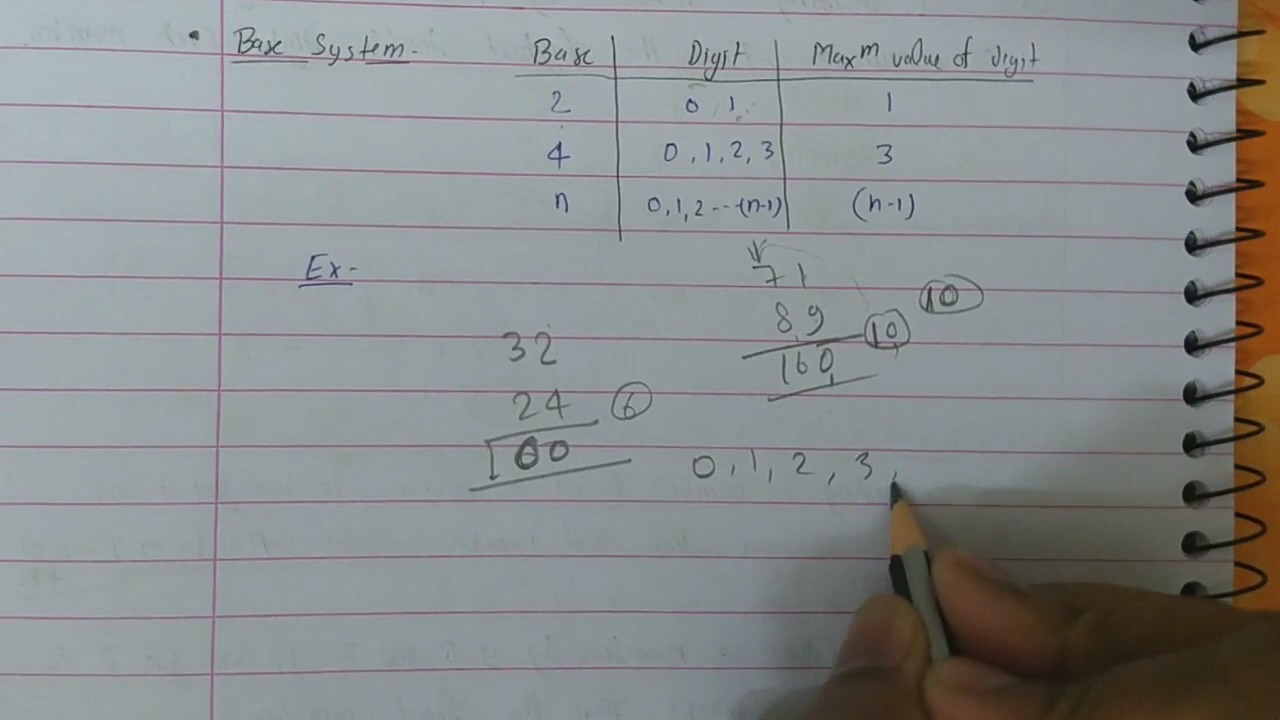 Base System. Base Digit Maxm value of digit
2 0, 1 1
4 0, 1, 2, 3 3
n 0, 1, 2 --- (n-1) (n-1)
Ex-
71
89 10 10
160
32
24 6
100
0, 1, 2, 3,